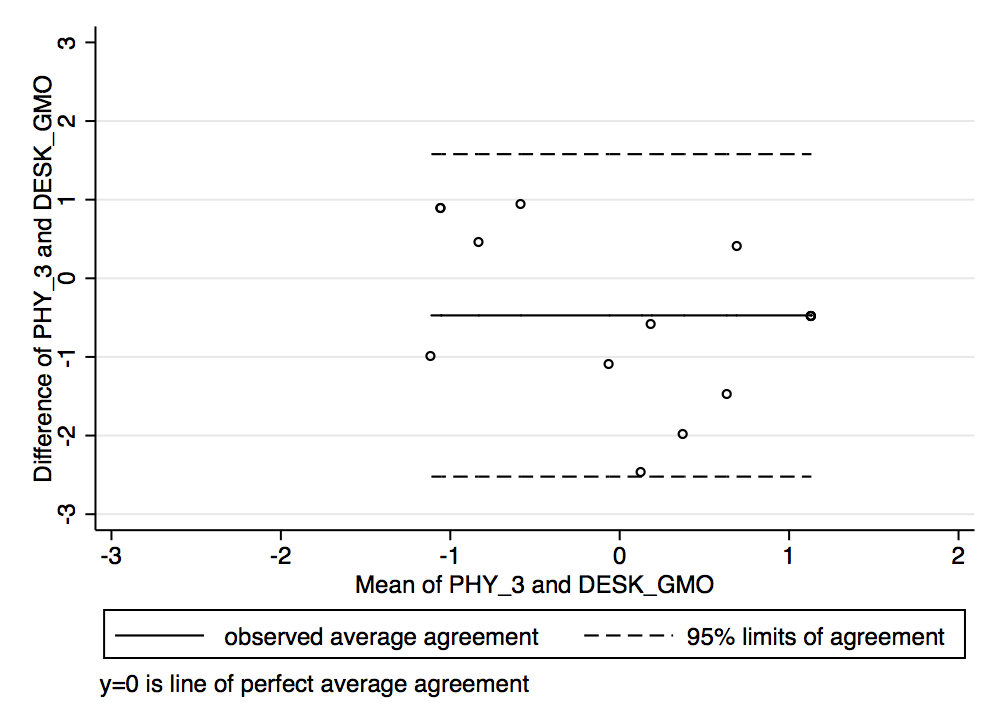 Difference of PHY_3 and DESK_GMO
3
2
1
0
-1
-2
-3
-3 -2 -1 0 1 2
Mean of PHY_3 and DESK_GMO
observed average agreement 95% limits of agreement
y=0 is line of perfect average agreement